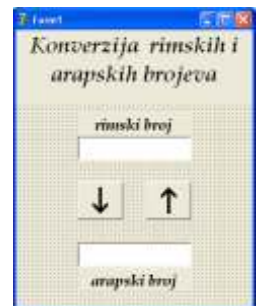 Form1
Konverzija rimskih i
arapskih brojeva
rimski broj
↓ ↑
arapski broj